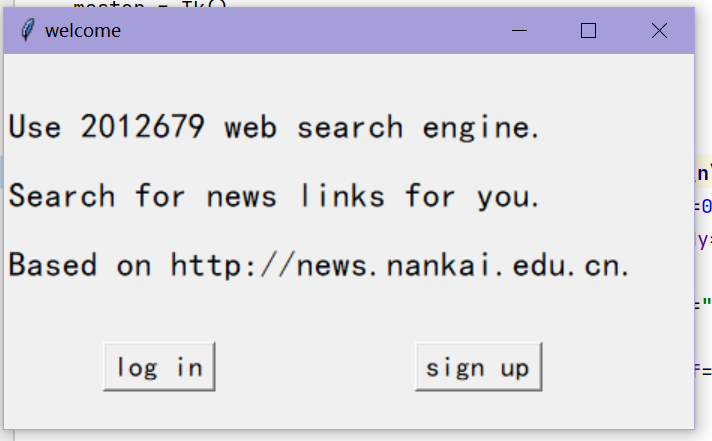 master = Tk()
welcome
Use 2012679 web search engine.
Search for news links for you.
Based on http://news.nankai.edu.cn.
log in
sign up